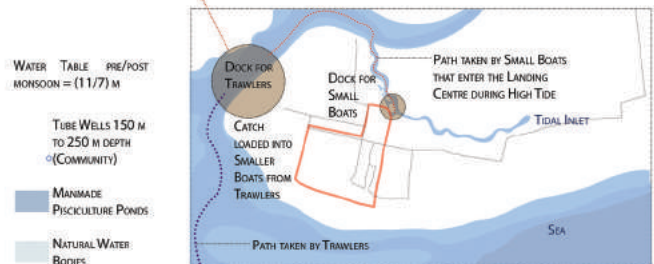 WATER TABLE PRE/POST
MONSOON = (11/7) M
TUBE WELLS 150 M
TO 250 M DEPTH
(COMMUNITY)
MANMADE
PISCICULTURE PONDS
NATURAL WATER
BODIES
DOCK FOR
TRAWLERS
CATCH
LOADED INTO
SMALLER
BOATS FROM
TRAWLERS
DOCK FOR
SMALL
BOATS
PATH TAKEN BY SMALL BOATS
THAT ENTER THE LANDING
CENTRE DURING HIGH TIDE
TIDAL INLET
SEA
PATH TAKEN BY TRAWLERS